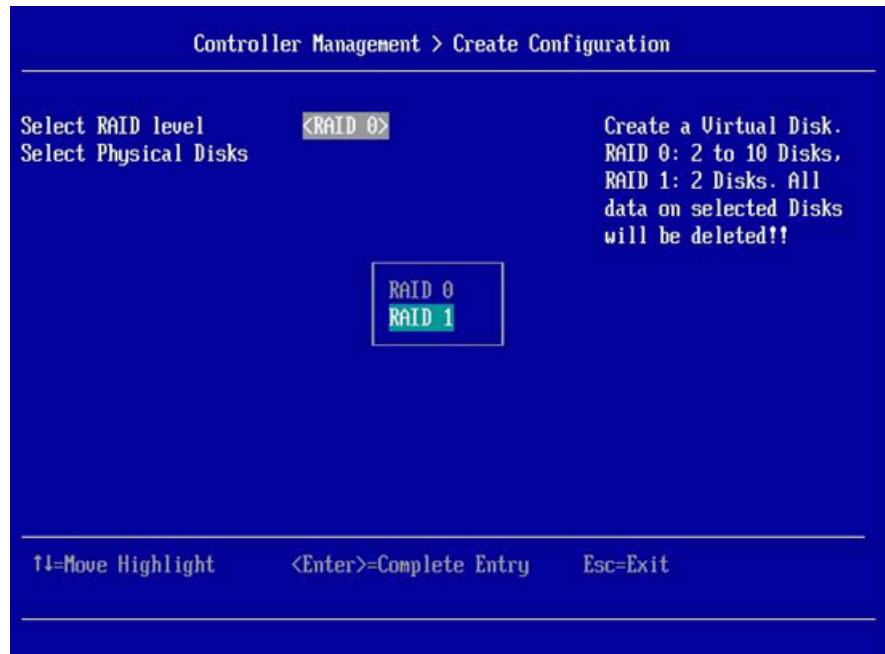 Controller Management > Create Configuration
Select RAID level <RAID 0>
Select Physical Disks
Create a Virtual Disk.
RAID 0: 2 to 10 Disks,
RAID 1: 2 Disks. All
data on selected Disks
will be deleted!!
RAID 0
RAID 1
↑↓=Move Highlight <Enter>=Complete Entry Esc=Exit